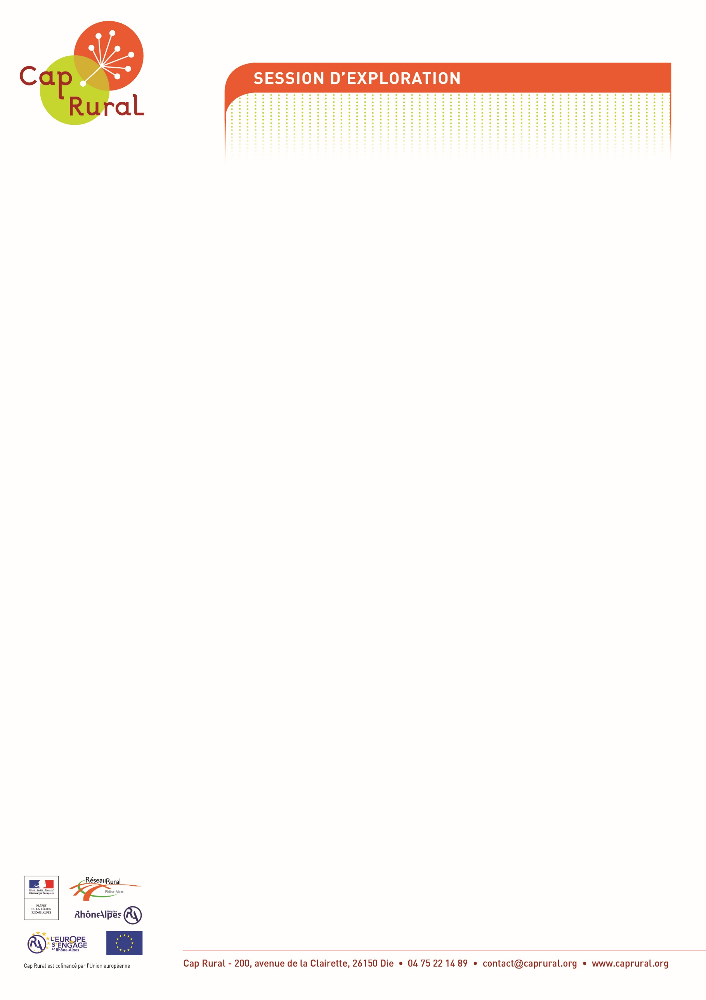 Cap
Rural
SESSION D'EXPLORATION
Liberté • Égalité • Fraternité
RÉPUBLIQUE FRANÇAISE
PRÉFET
DE LA RÉGION
RHÔNE-ALPES
RéseauRural
Rhône-Alpes
Région
RhôneAlpes
RA
RA
L'EUROPE
S'ENGAGE
en Rhône-Alpes
Cap Rural est cofinancé par l'Union européenne
Cap Rural - 200, avenue de la Clairette, 26150 Die • 04 75 22 14 89 • contact@caprural.org • www.caprural.org